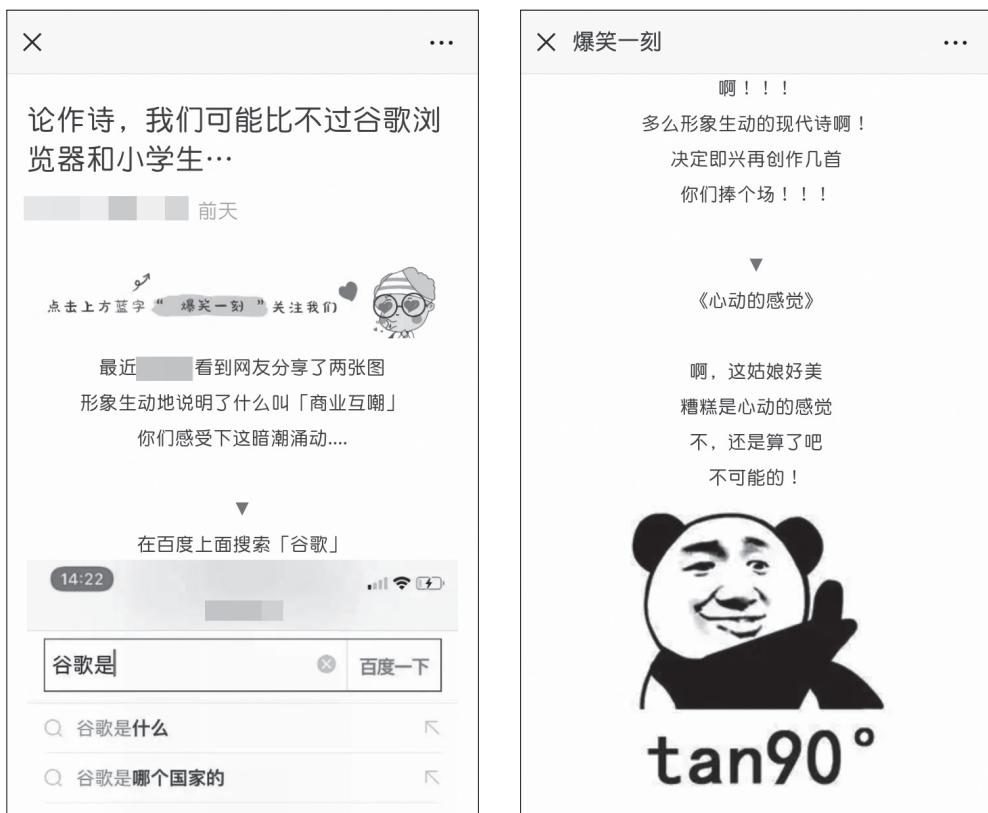 论作诗，我们可能比不过谷歌浏
览器和小学生…
前天
点击上方蓝字“ 爆笑一刻 ”关注我们
最近 看到网友分享了两张图
形象生动地说明了什么叫「商业互嘲」
你们感受下这暗潮涌动....
▼
在百度上面搜索「谷歌」
14:22
谷歌是
百度一下
谷歌是什么
谷歌是哪个国家的
爆笑一刻
啊！！！
多么形象生动的现代诗啊！
决定即兴再创作几首
你们捧个场！！！
▼
《心动的感觉》
啊，这姑娘好美
糟糕是心动的感觉
不，还是算了吧
不可能的！
tan90°